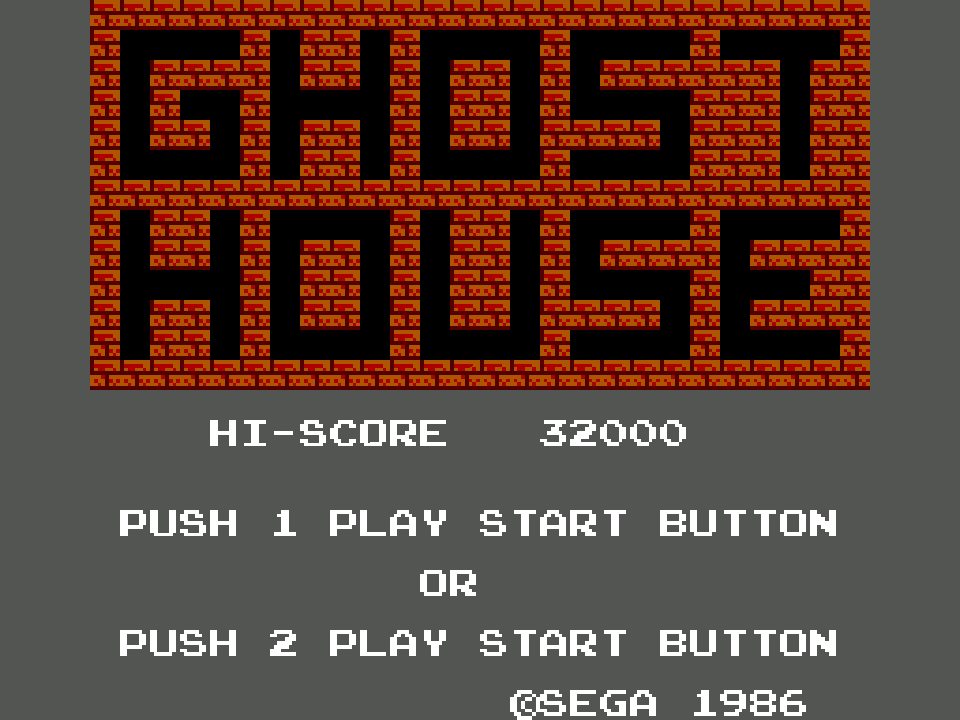 GHOST
HOUSE
HI-SCORE 32000
PUSH 1 PLAY START BUTTON
OR
PUSH 2 PLAY START BUTTON
©SEGA 1986